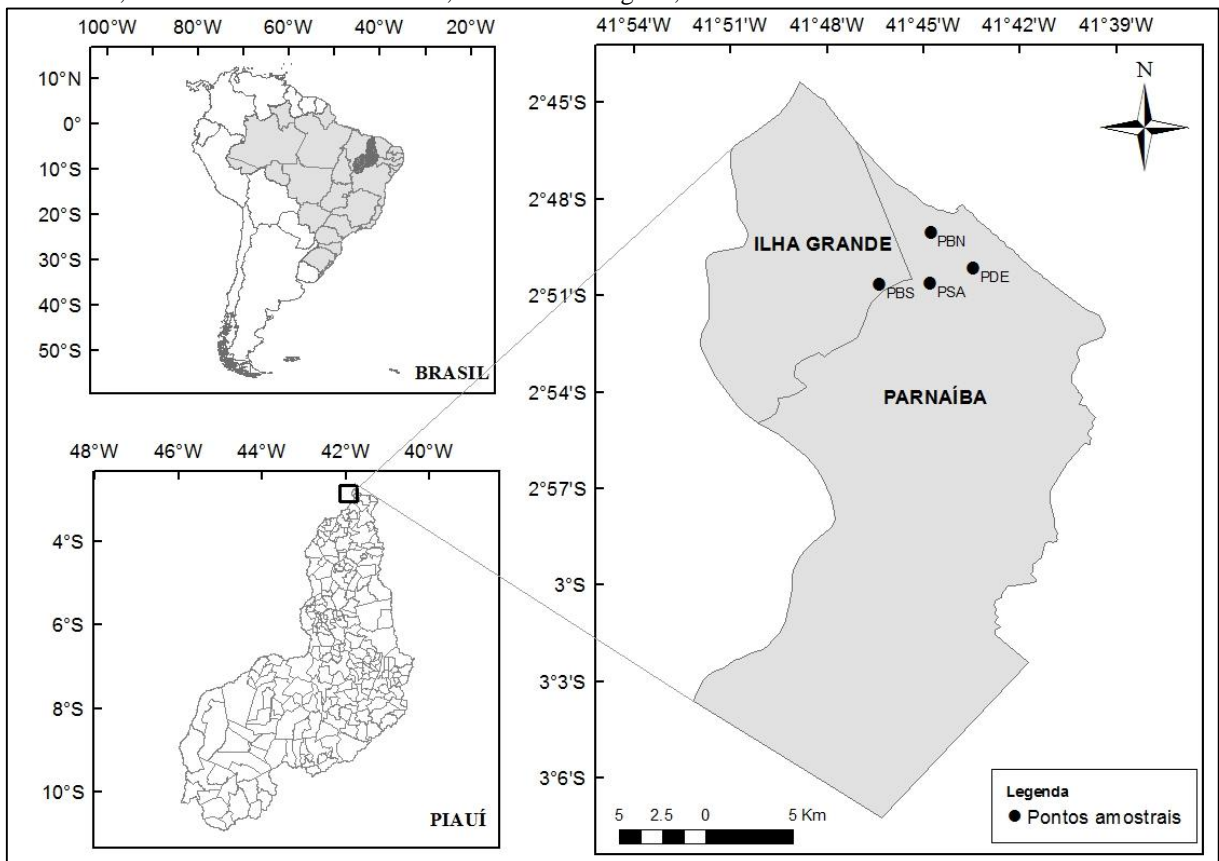 100°W 80°W 60°W 40°W 20°W
10°N
0°
10°S
20°S
30°S
40°S
50°S
BRASIL
48°W 46°W 44°W 42°W 40°W
4°S
6°S
8°S
10°S
PIAUÍ
41°54'W 41°51'W 41°48'W 41°45'W 41°42'W 41°39'W
2°45'S
2°48'S
2°51'S
2°54'S
2°57'S
3°S
3°3'S
3°6'S
N
ILHA GRANDE
PBN
PDE
PBS
PSA
PARNAÍBA
5 2.5 0 5 Km
Legenda
Pontos amostrais